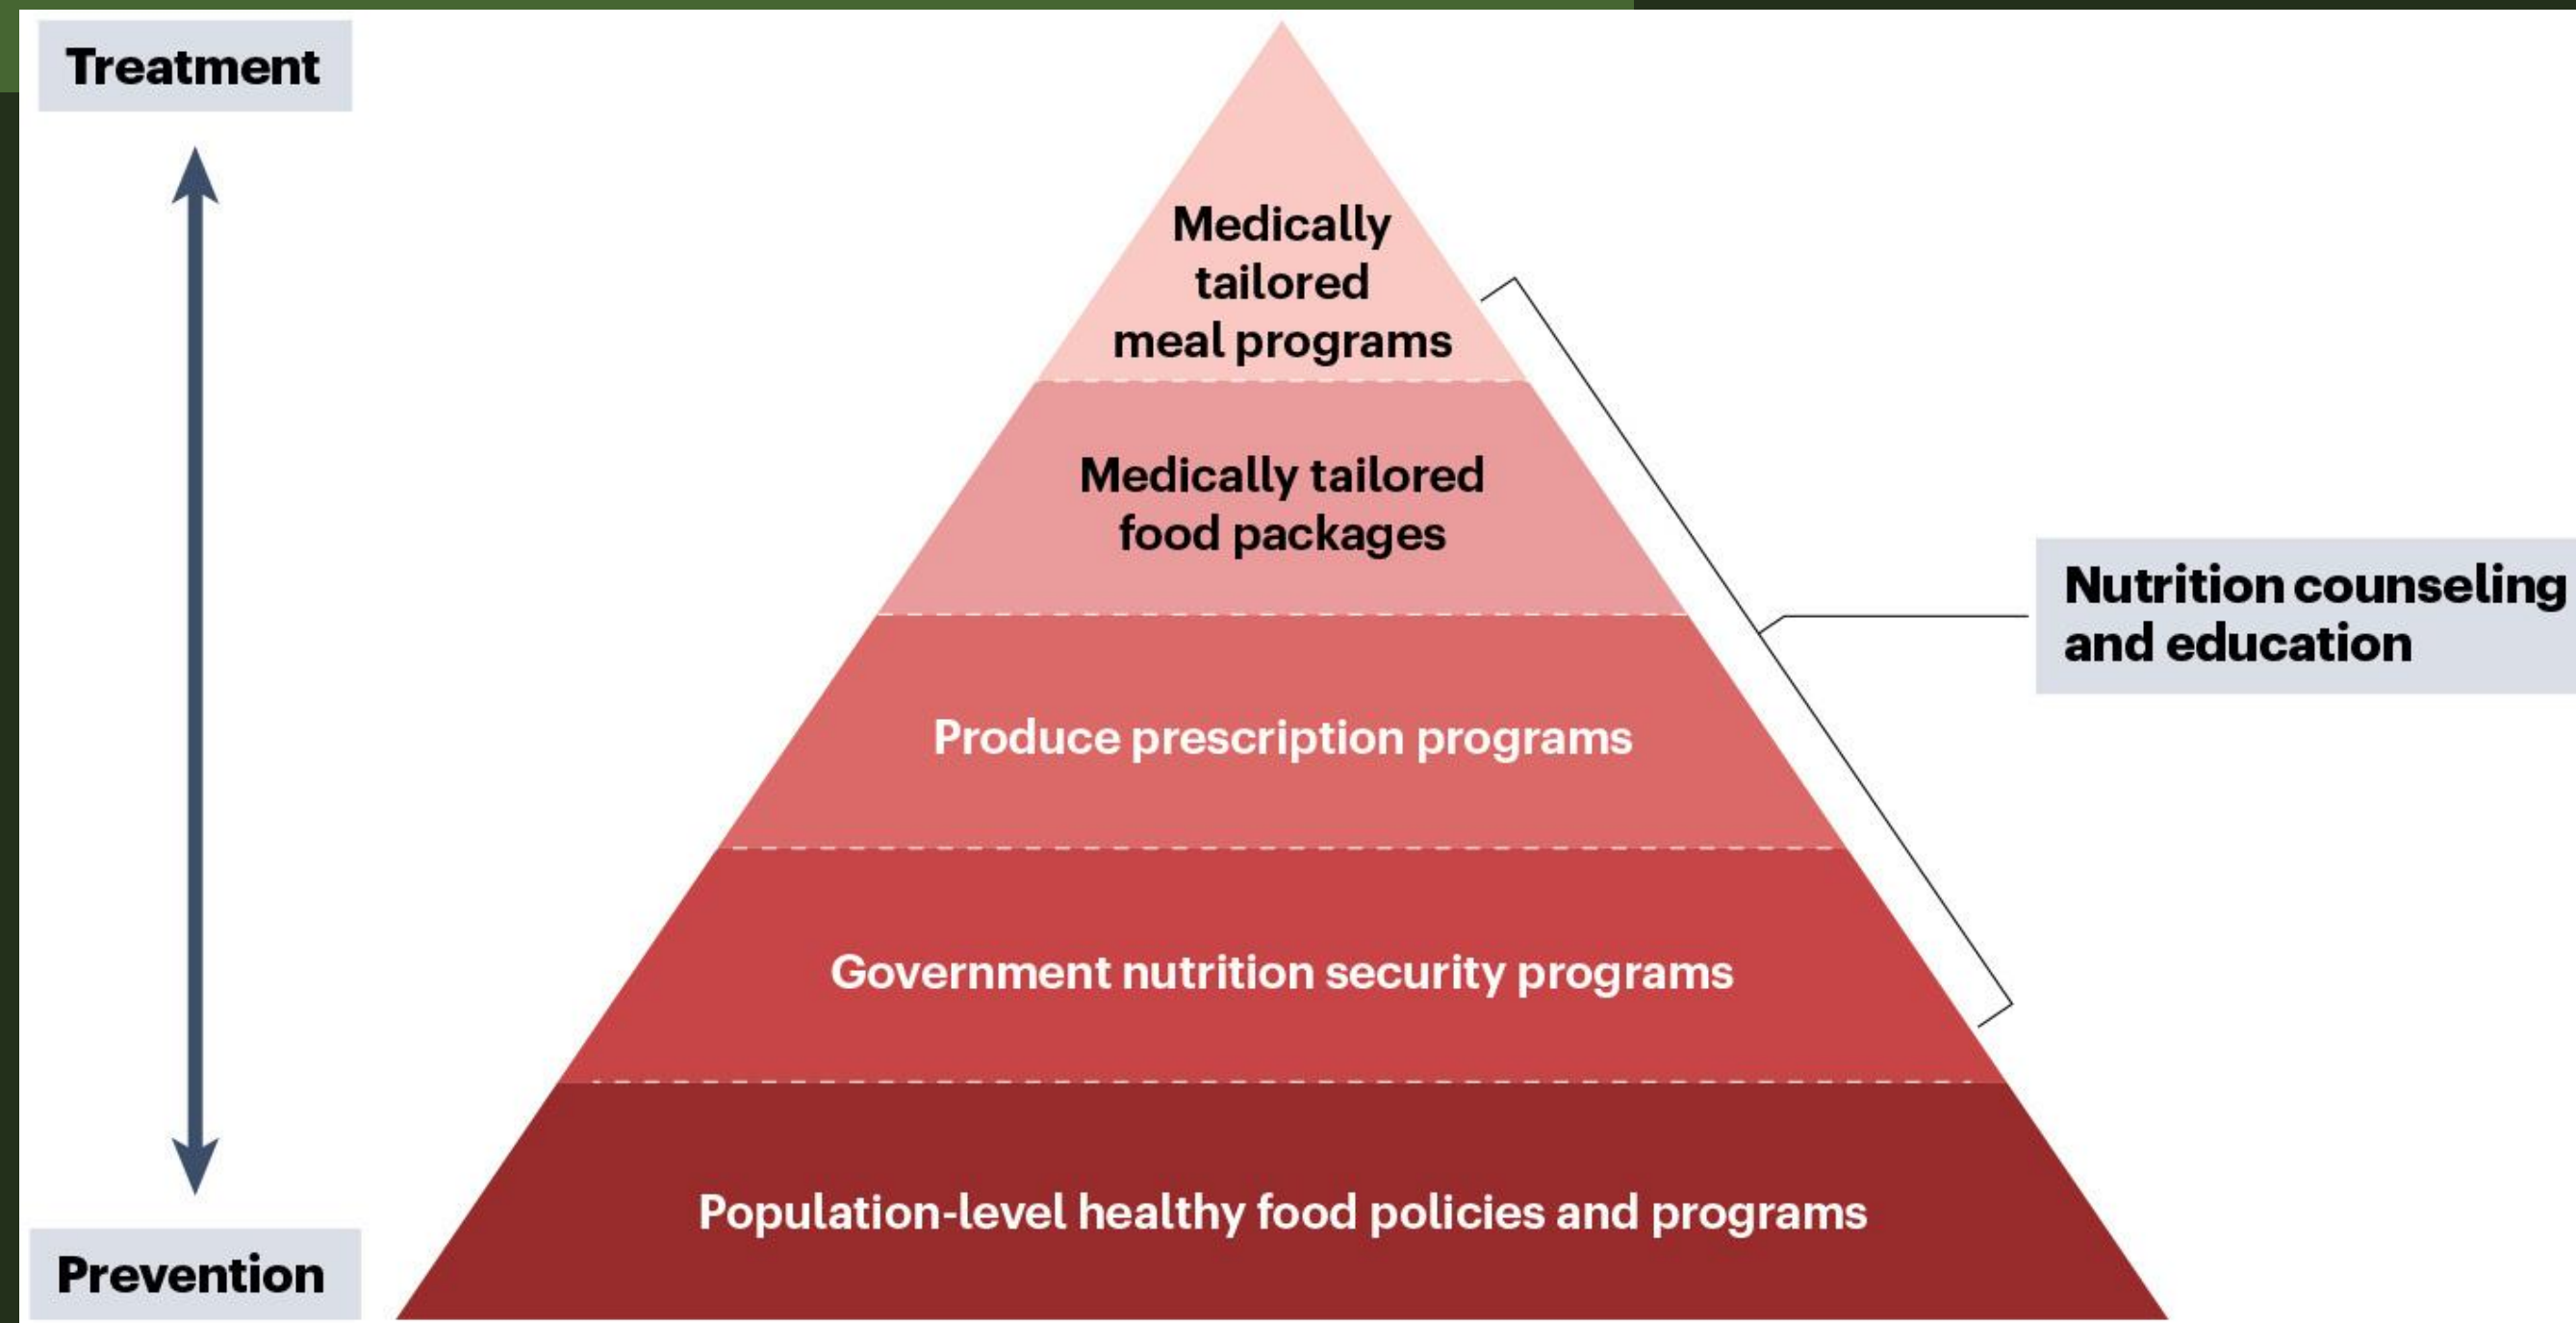 Treatment
Medically
tailored
meal programs
Medically tailored
food packages
Nutrition counseling
and education
Produce prescription programs
Government nutrition security programs
Population-level healthy food policies and programs
Prevention